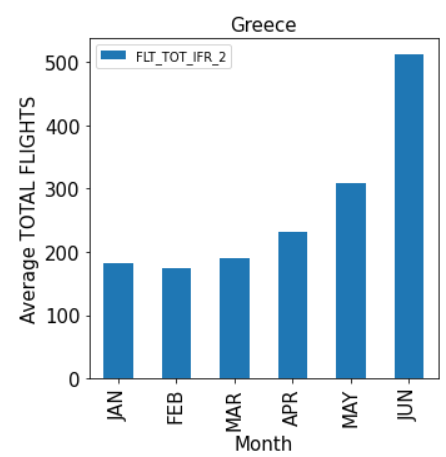 Greece
FLT_TOT_IFR_2
Average TOTAL FLIGHTS
500
400
300
200
100
0
JAN
FEB
MAR
APR
MAY
JUN
Month